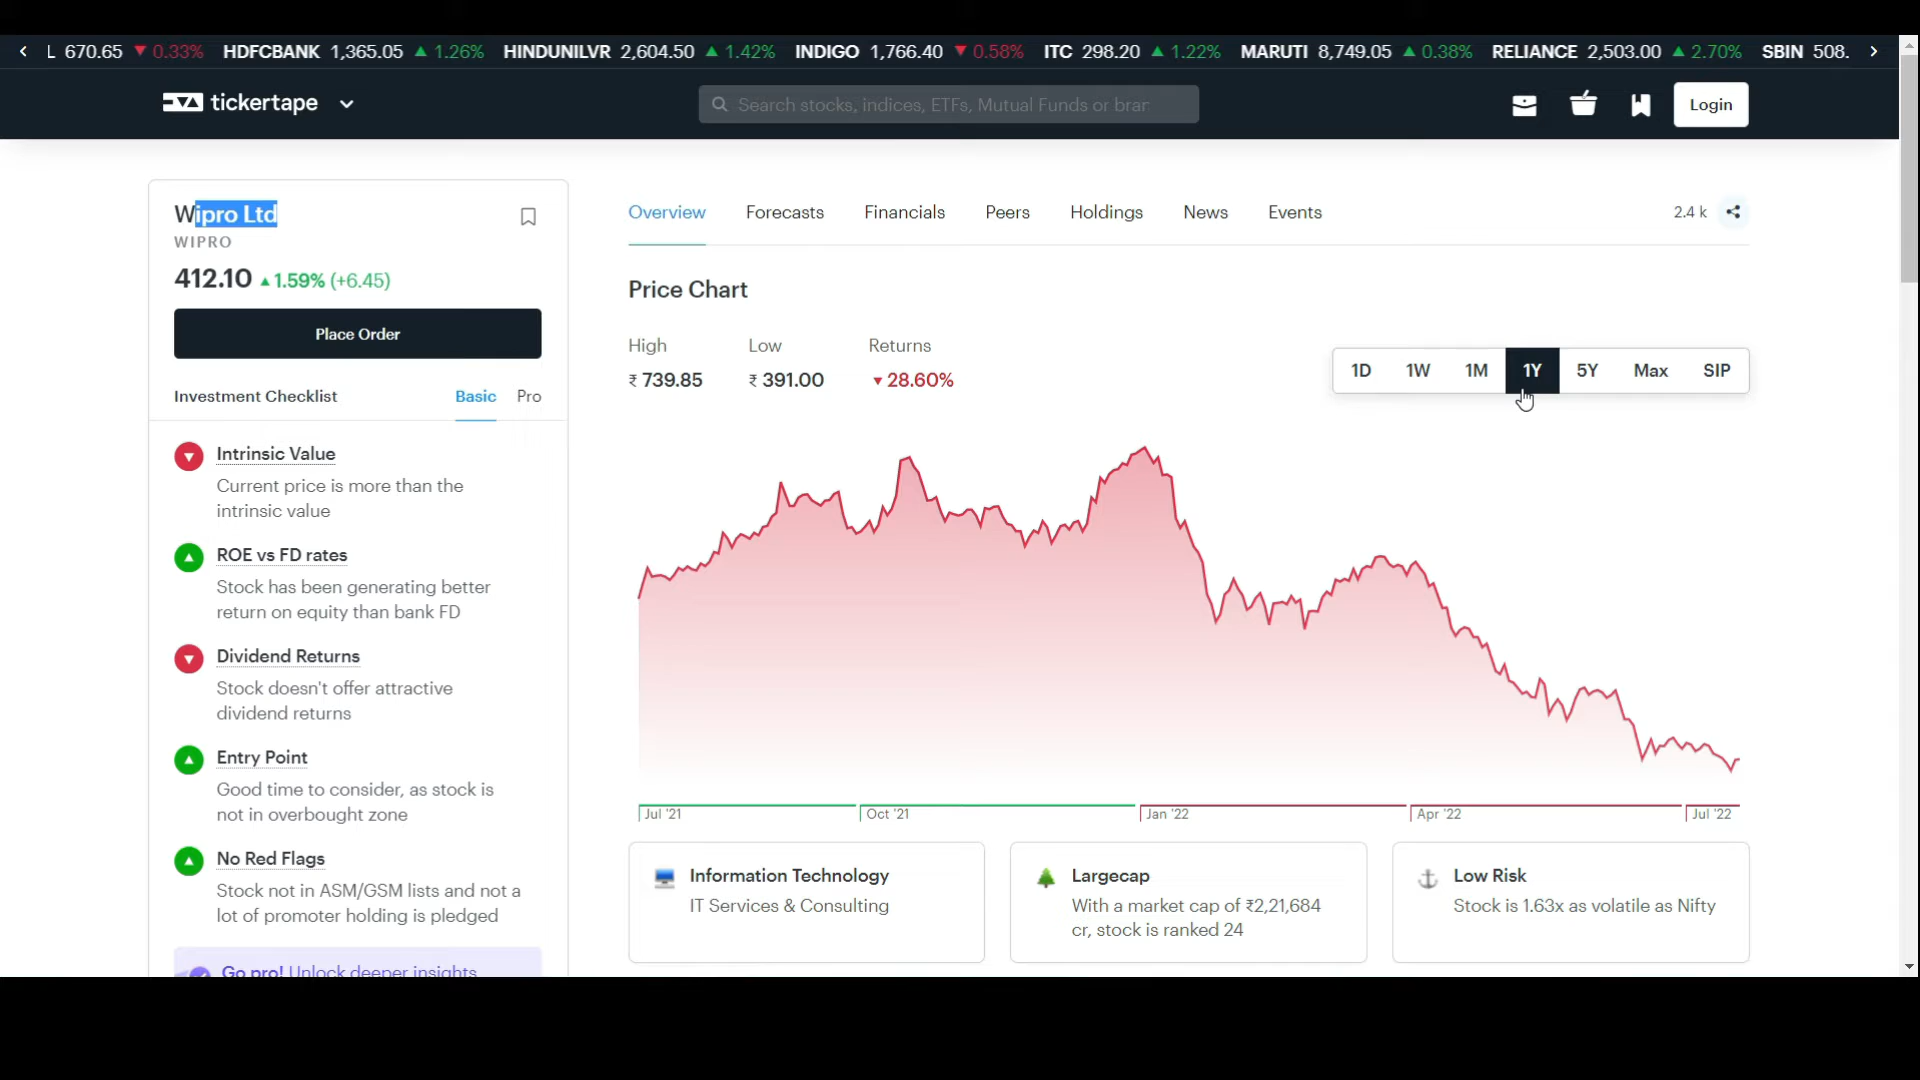 L 670.65 ▼ 0.33% HDFCBANK 1,365.05 ▲ 1.26% HINDUNILVR 2,604.50 ▲ 1.42% INDIGO 1,766.40 ▼ 0.58% ITC 298.20 ▲ 1.22% MARUTI 8,749.05 ▲ 0.38% RELIANCE 2,503.00 ▲ 2.70% SBIN 508.
tickertape
Search stocks, indices, ETFs, Mutual Funds or brar
Login
Wipro Ltd
WIPRO
412.10 ▲ 1.59% (+6.45)
Place Order
Investment Checklist Basic Pro
Intrinsic Value
Current price is more than the
intrinsic value
ROE vs FD rates
Stock has been generating better
return on equity than bank FD
Dividend Returns
Stock doesn't offer attractive
dividend returns
Entry Point
Good time to consider, as stock is
not in overbought zone
No Red Flags
Stock not in ASM/GSM lists and not a
lot of promoter holding is pledged
Go pro! Unlock deeper insights
Overview Forecasts Financials Peers Holdings News Events 2.4 k
Price Chart
High Low Returns
₹ 739.85 ₹ 391.00 ▼ 28.60%
1D 1W 1M 1Y 5Y Max SIP
Jul '21 Oct '21 Jan '22 Apr '22 Jul '22
Information Technology
IT Services & Consulting
Largecap
With a market cap of ₹2,21,684
cr, stock is ranked 24
Low Risk
Stock is 1.63x as volatile as Nifty